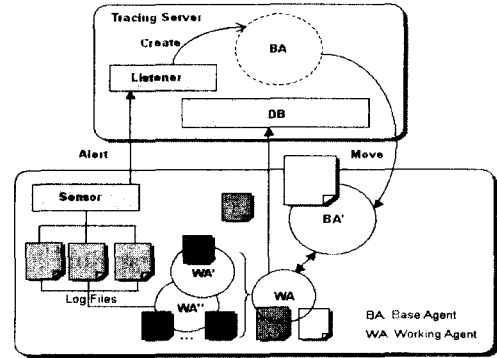 Tracing Server
Create
BA
Listener
DB
Alert
Move
Sensor
BA'
WA'
Log Files
WA''
WA
...
BA: Base Agent
WA: Working Agent